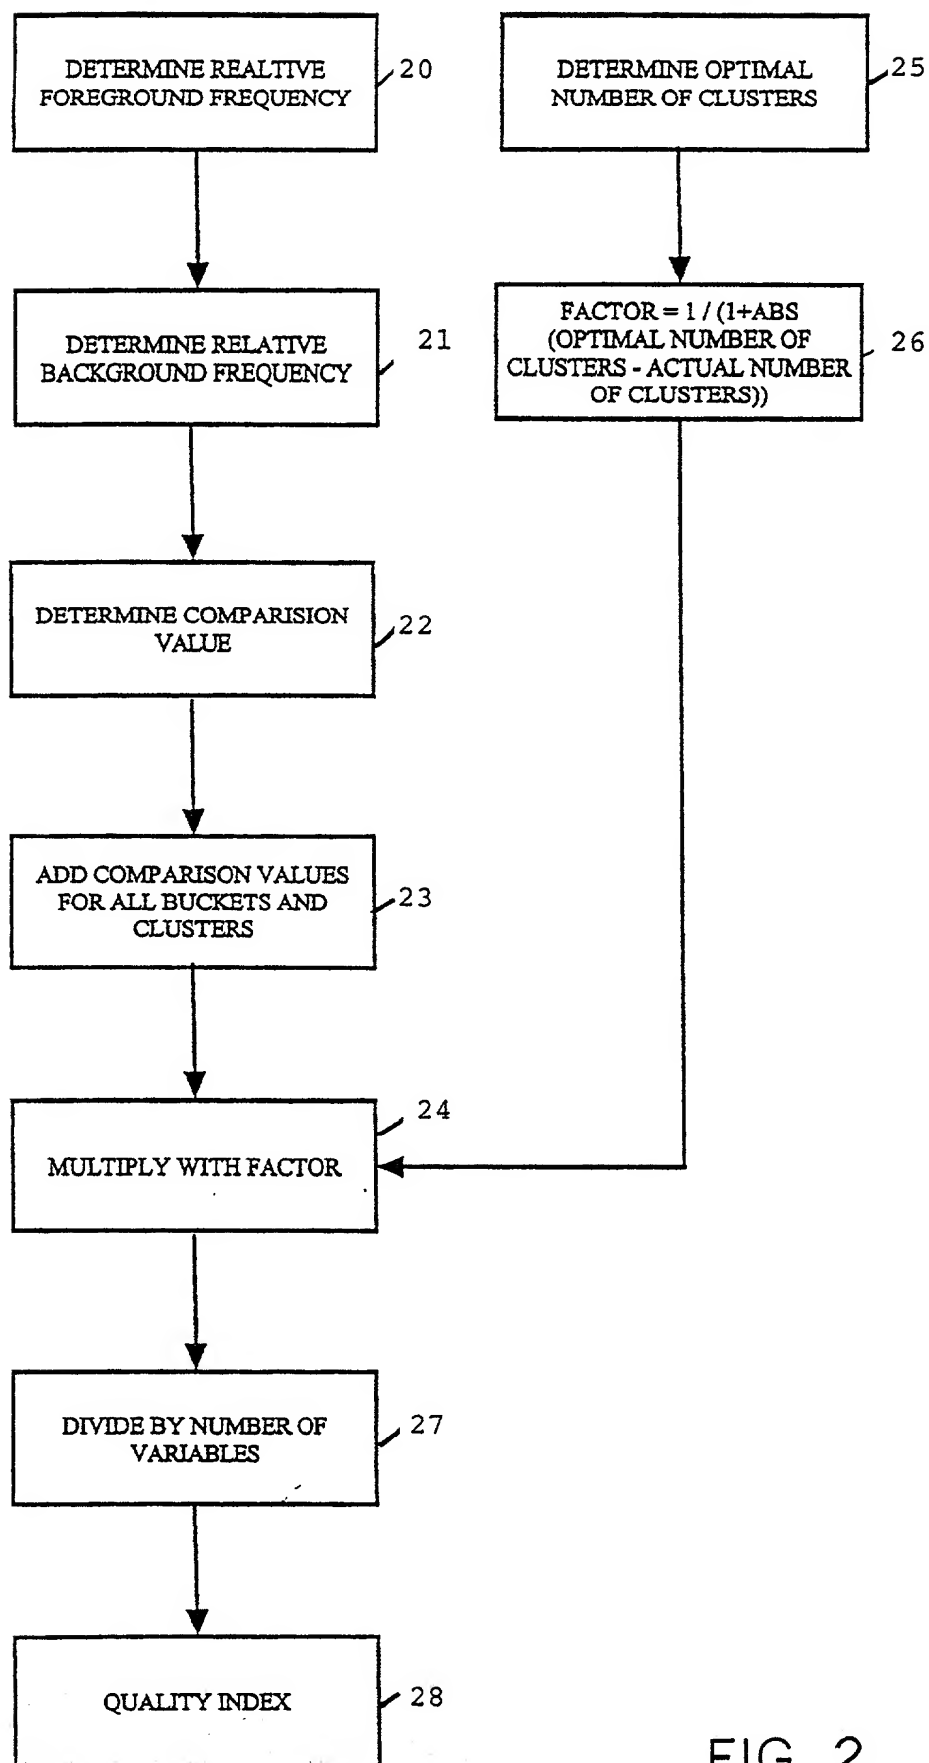 DETERMINE REALTIVE
FOREGROUND FREQUENCY
20
DETERMINE OPTIMAL
NUMBER OF CLUSTERS
25
DETERMINE RELATIVE
BACKGROUND FREQUENCY
21
FACTOR = 1 / (1+ABS
(OPTIMAL NUMBER OF
CLUSTERS - ACTUAL NUMBER
OF CLUSTERS))
26
DETERMINE COMPARISION
VALUE
22
ADD COMPARISON VALUES
FOR ALL BUCKETS AND
CLUSTERS
23
24
MULTIPLY WITH FACTOR
DIVIDE BY NUMBER OF
VARIABLES
27
QUALITY INDEX
28
FIG. 2